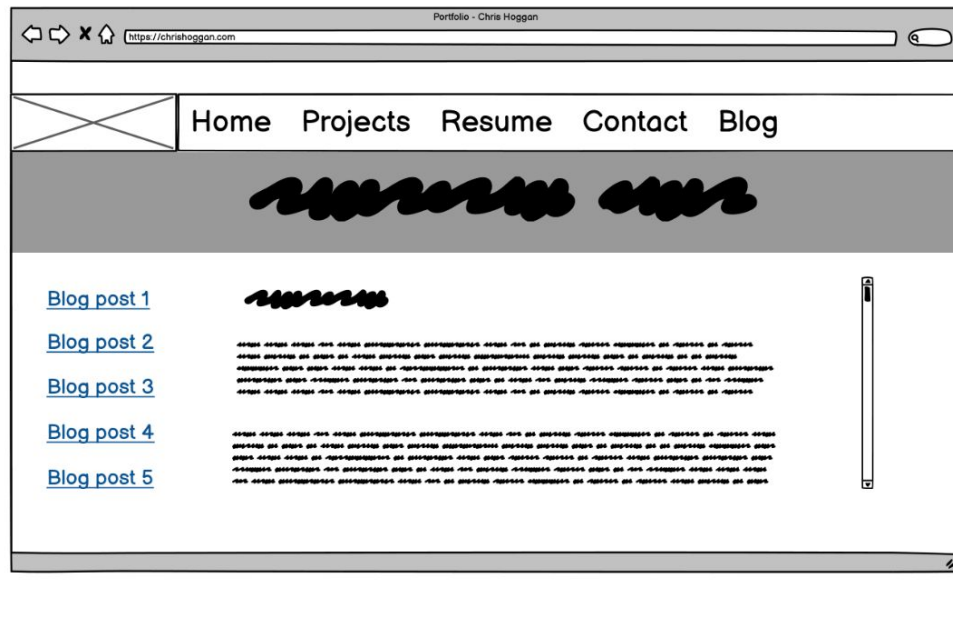 Portfolio - Chris Hoggan
https://chrishoggan.com
Home Projects Resume Contact Blog
Blog post 1
Blog post 2
Blog post 3
Blog post 4
Blog post 5